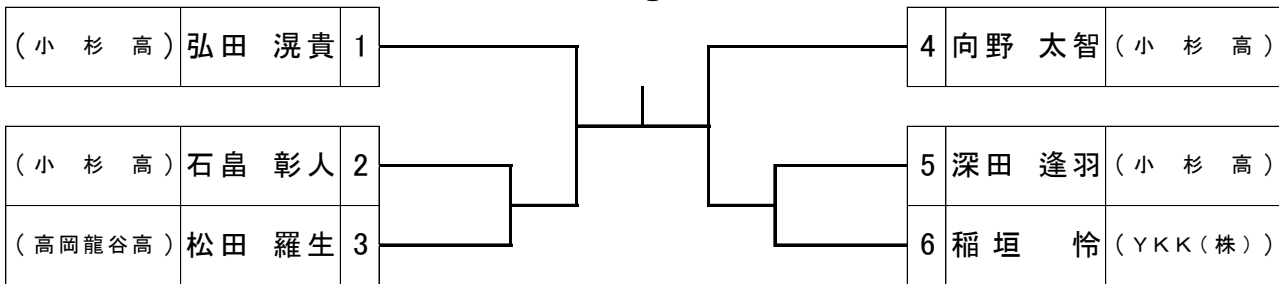 (小 杉 高) 弘田 滉貴 1
(小 杉 高) 石畠 彰人 2
(高岡龍谷高) 松田 羅生 3
4 向野 太智 (小 杉 高)
5 深田 逢羽 (小 杉 高)
6 稲垣 怜 (YKK(株))